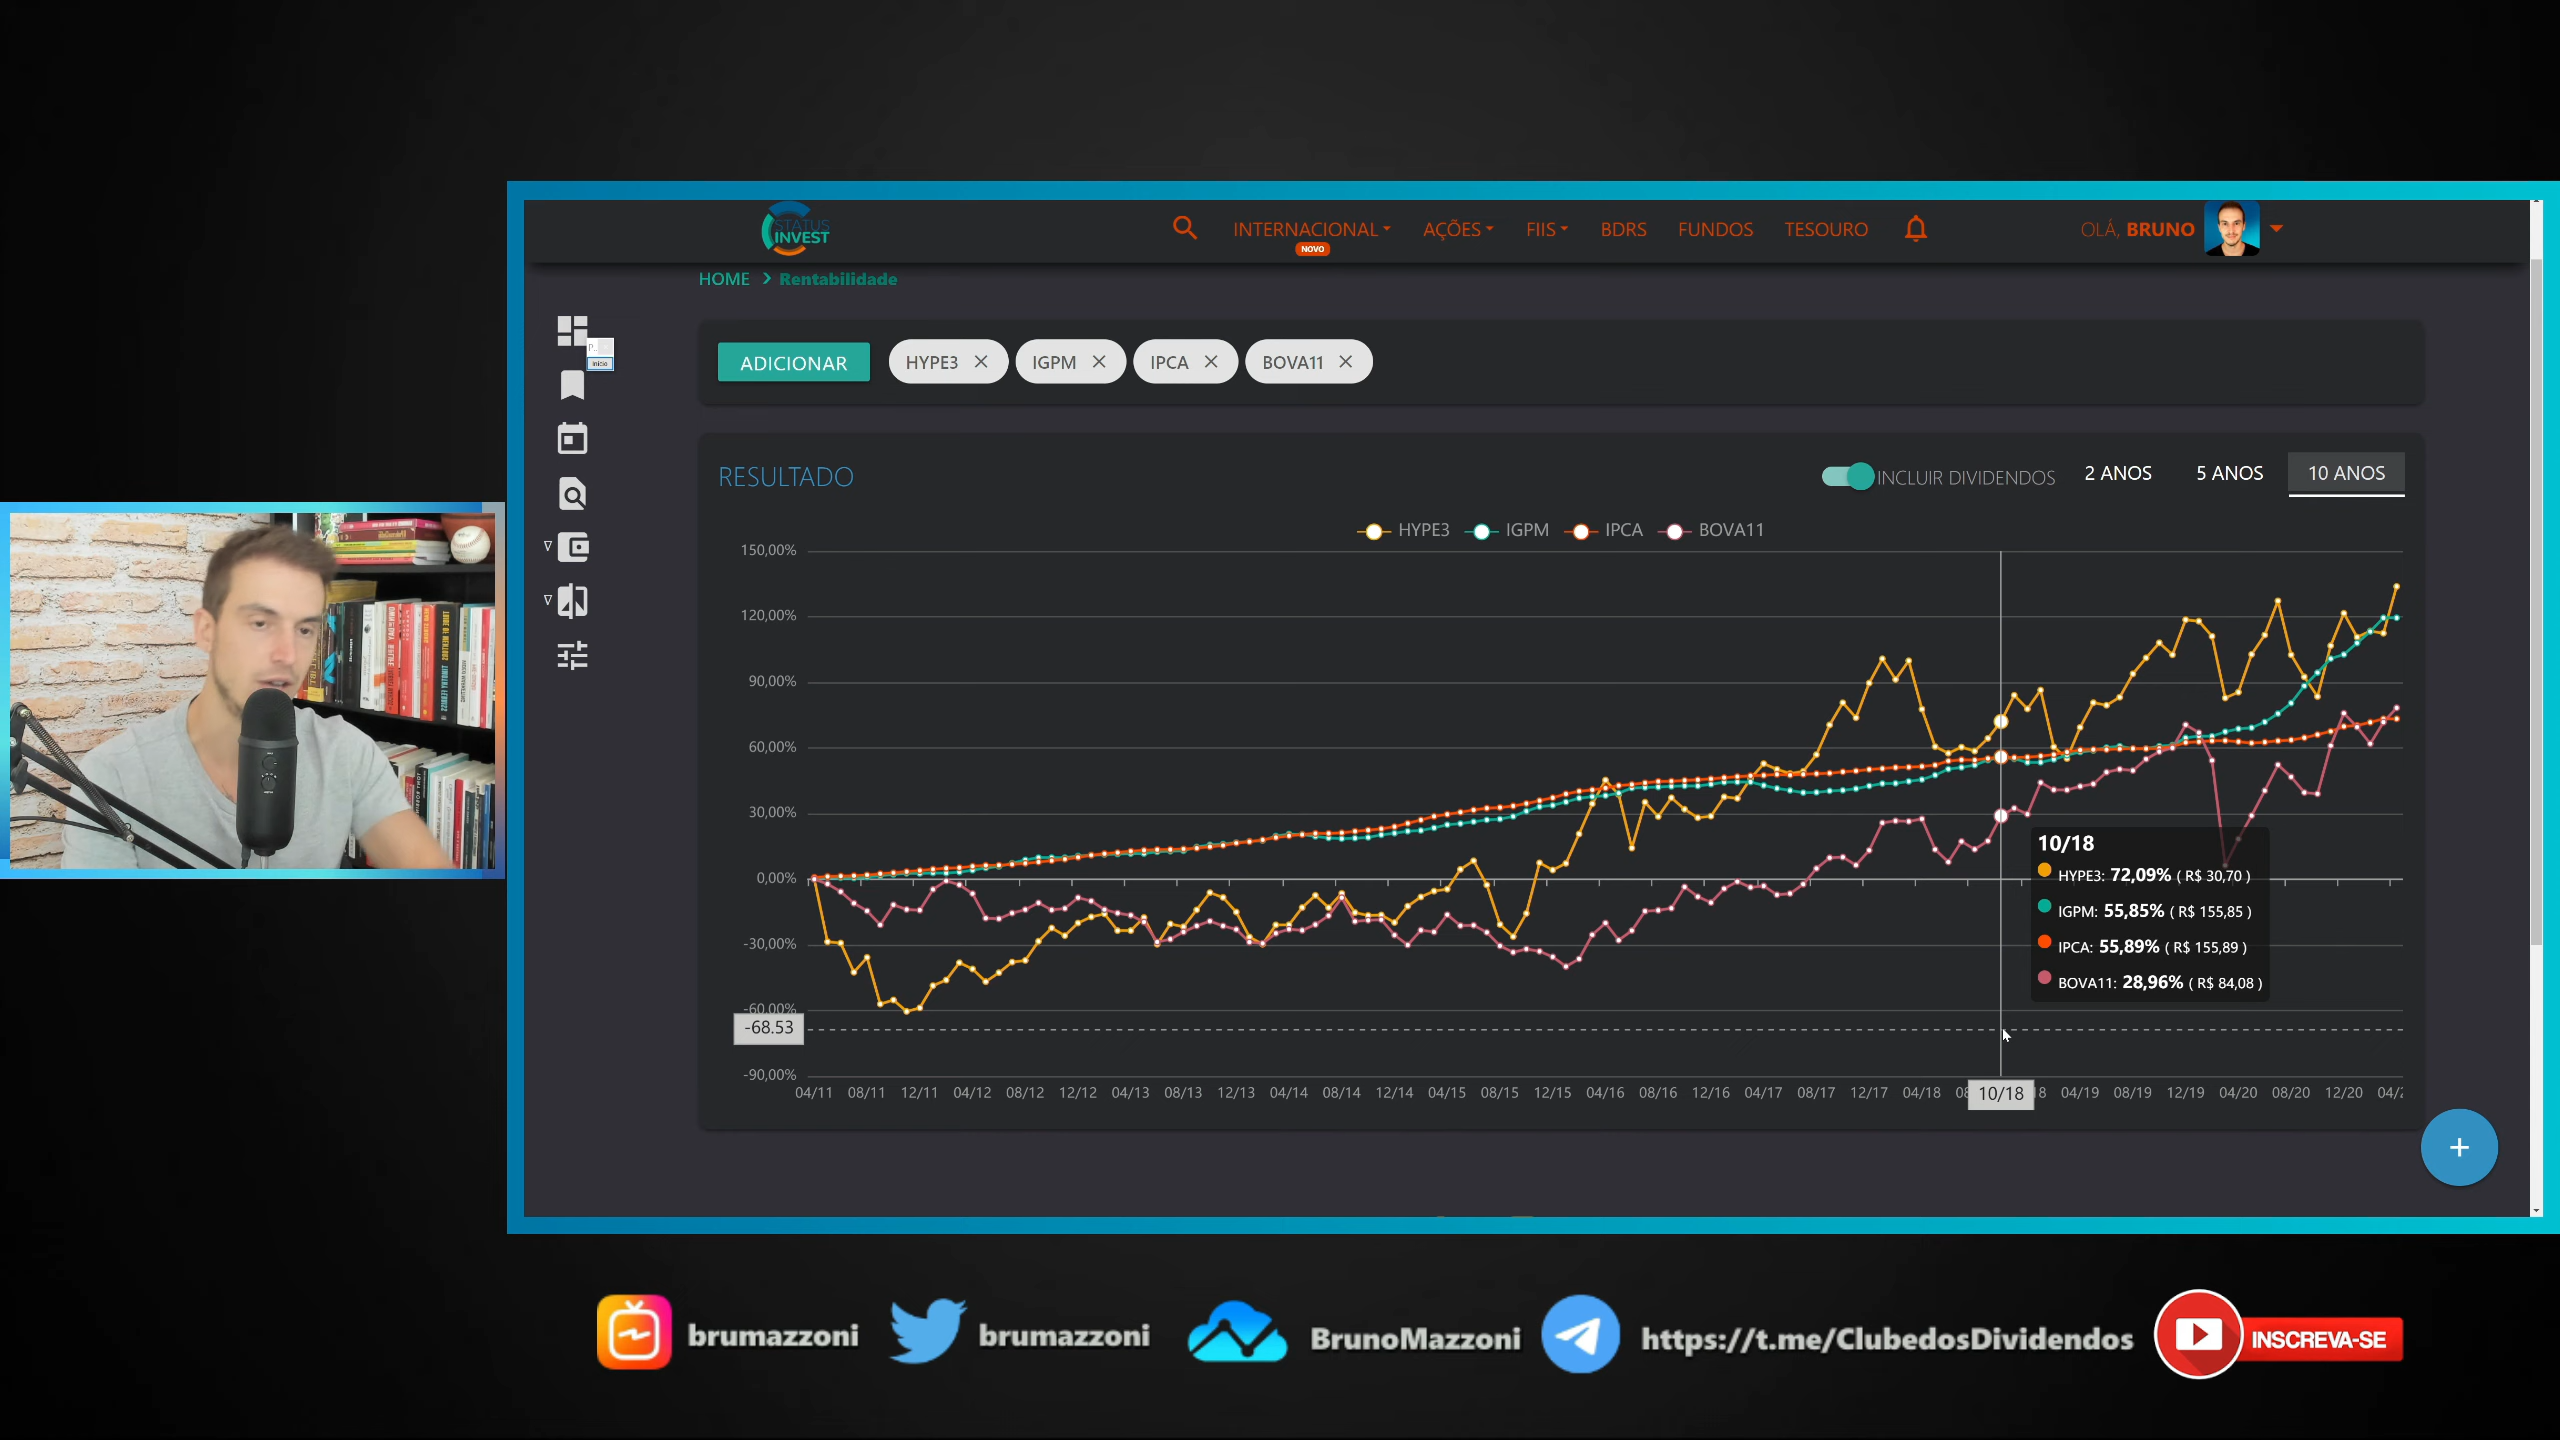 STATUS
INVEST
INTERNACIONAL
NOVO
AÇÕES
FIIS
BDRS
FUNDOS
TESOURO
OLÁ, BRUNO
HOME > Rentabilidade
Início
ADICIONAR
HYPE3 ×
IGPM ×
IPCA ×
BOVA11 ×
RESULTADO
INCLUIR DIVIDENDOS
2 ANOS
5 ANOS
10 ANOS
HYPE3 IGPM IPCA BOVA11
150,00%
120,00%
90,00%
60,00%
30,00%
0,00%
-30,00%
-60,00%
-68.53
-90,00%
10/18
HYPE3: 72,09% ( R$ 30,70 )
IGPM: 55,85% ( R$ 155,85 )
IPCA: 55,89% ( R$ 155,89 )
BOVA11: 28,96% ( R$ 84,08 )
04/11 08/11 12/11 04/12 08/12 12/12 04/13 08/13 12/13 04/14 08/14 12/14 04/15 08/15 12/15 04/16 08/16 12/16 04/17 08/17 12/17 04/18 10/18 04/19 08/19 12/19 04/20 08/20 12/20
+
brumazzoni
brumazzoni
BrunoMazzoni
https://t.me/ClubedosDividendos
INSCREVA-SE